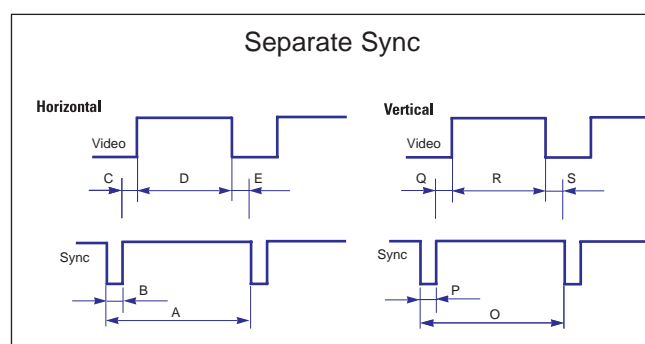 Separate Sync
Horizontal
Video
C D E
Sync
B
A
Vertical
Video
Q R S
Sync
P
O